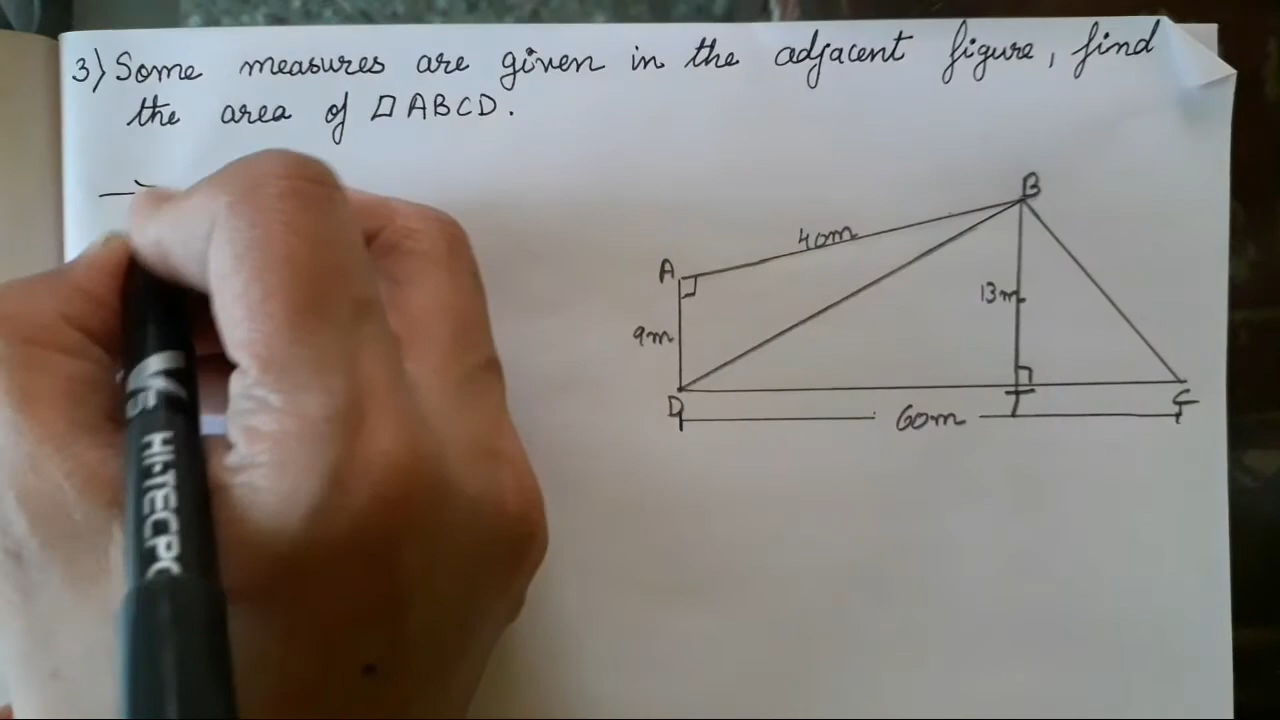 3) Some measures are given in the adjacent figure, find
the area of □ABCD.
→
B
40m
A
13m
9m
D
C
60m
V5
HI-TECPO